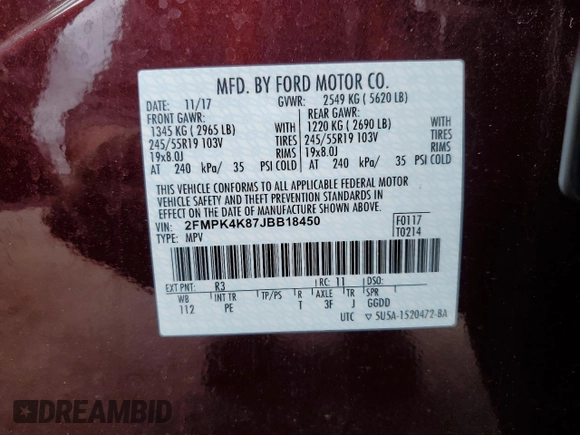 MFD. BY FORD MOTOR CO.
DATE: 11/17 GVWR: 2549 KG ( 5620 LB)
FRONT GAWR: REAR GAWR:
1345 KG ( 2965 LB) WITH 1220 KG ( 2690 LB) WITH
245/55R19 103V TIRES 245/55R19 103V TIRES
19x8.0J RIMS 19x8.0J RIMS
AT 240 kPa/ 35 PSI COLD AT 240 kPa/ 35 PSI COLD
THIS VEHICLE CONFORMS TO ALL APPLICABLE FEDERAL MOTOR
VEHICLE SAFETY AND THEFT PREVENTION STANDARDS IN
EFFECT ON THE DATE OF MANUFACTURE SHOWN ABOVE.
VIN: 2FMPK4K87JBB18450 F0117
TYPE: MPV T0214
EXT PNT: R3 RC: 11 DSO:
WB INT TR TP/PS R AXLE TR SPR
112 PE T 3F J GGDD
UTC ▽ SU5A-1520472-BA
DREAMBID